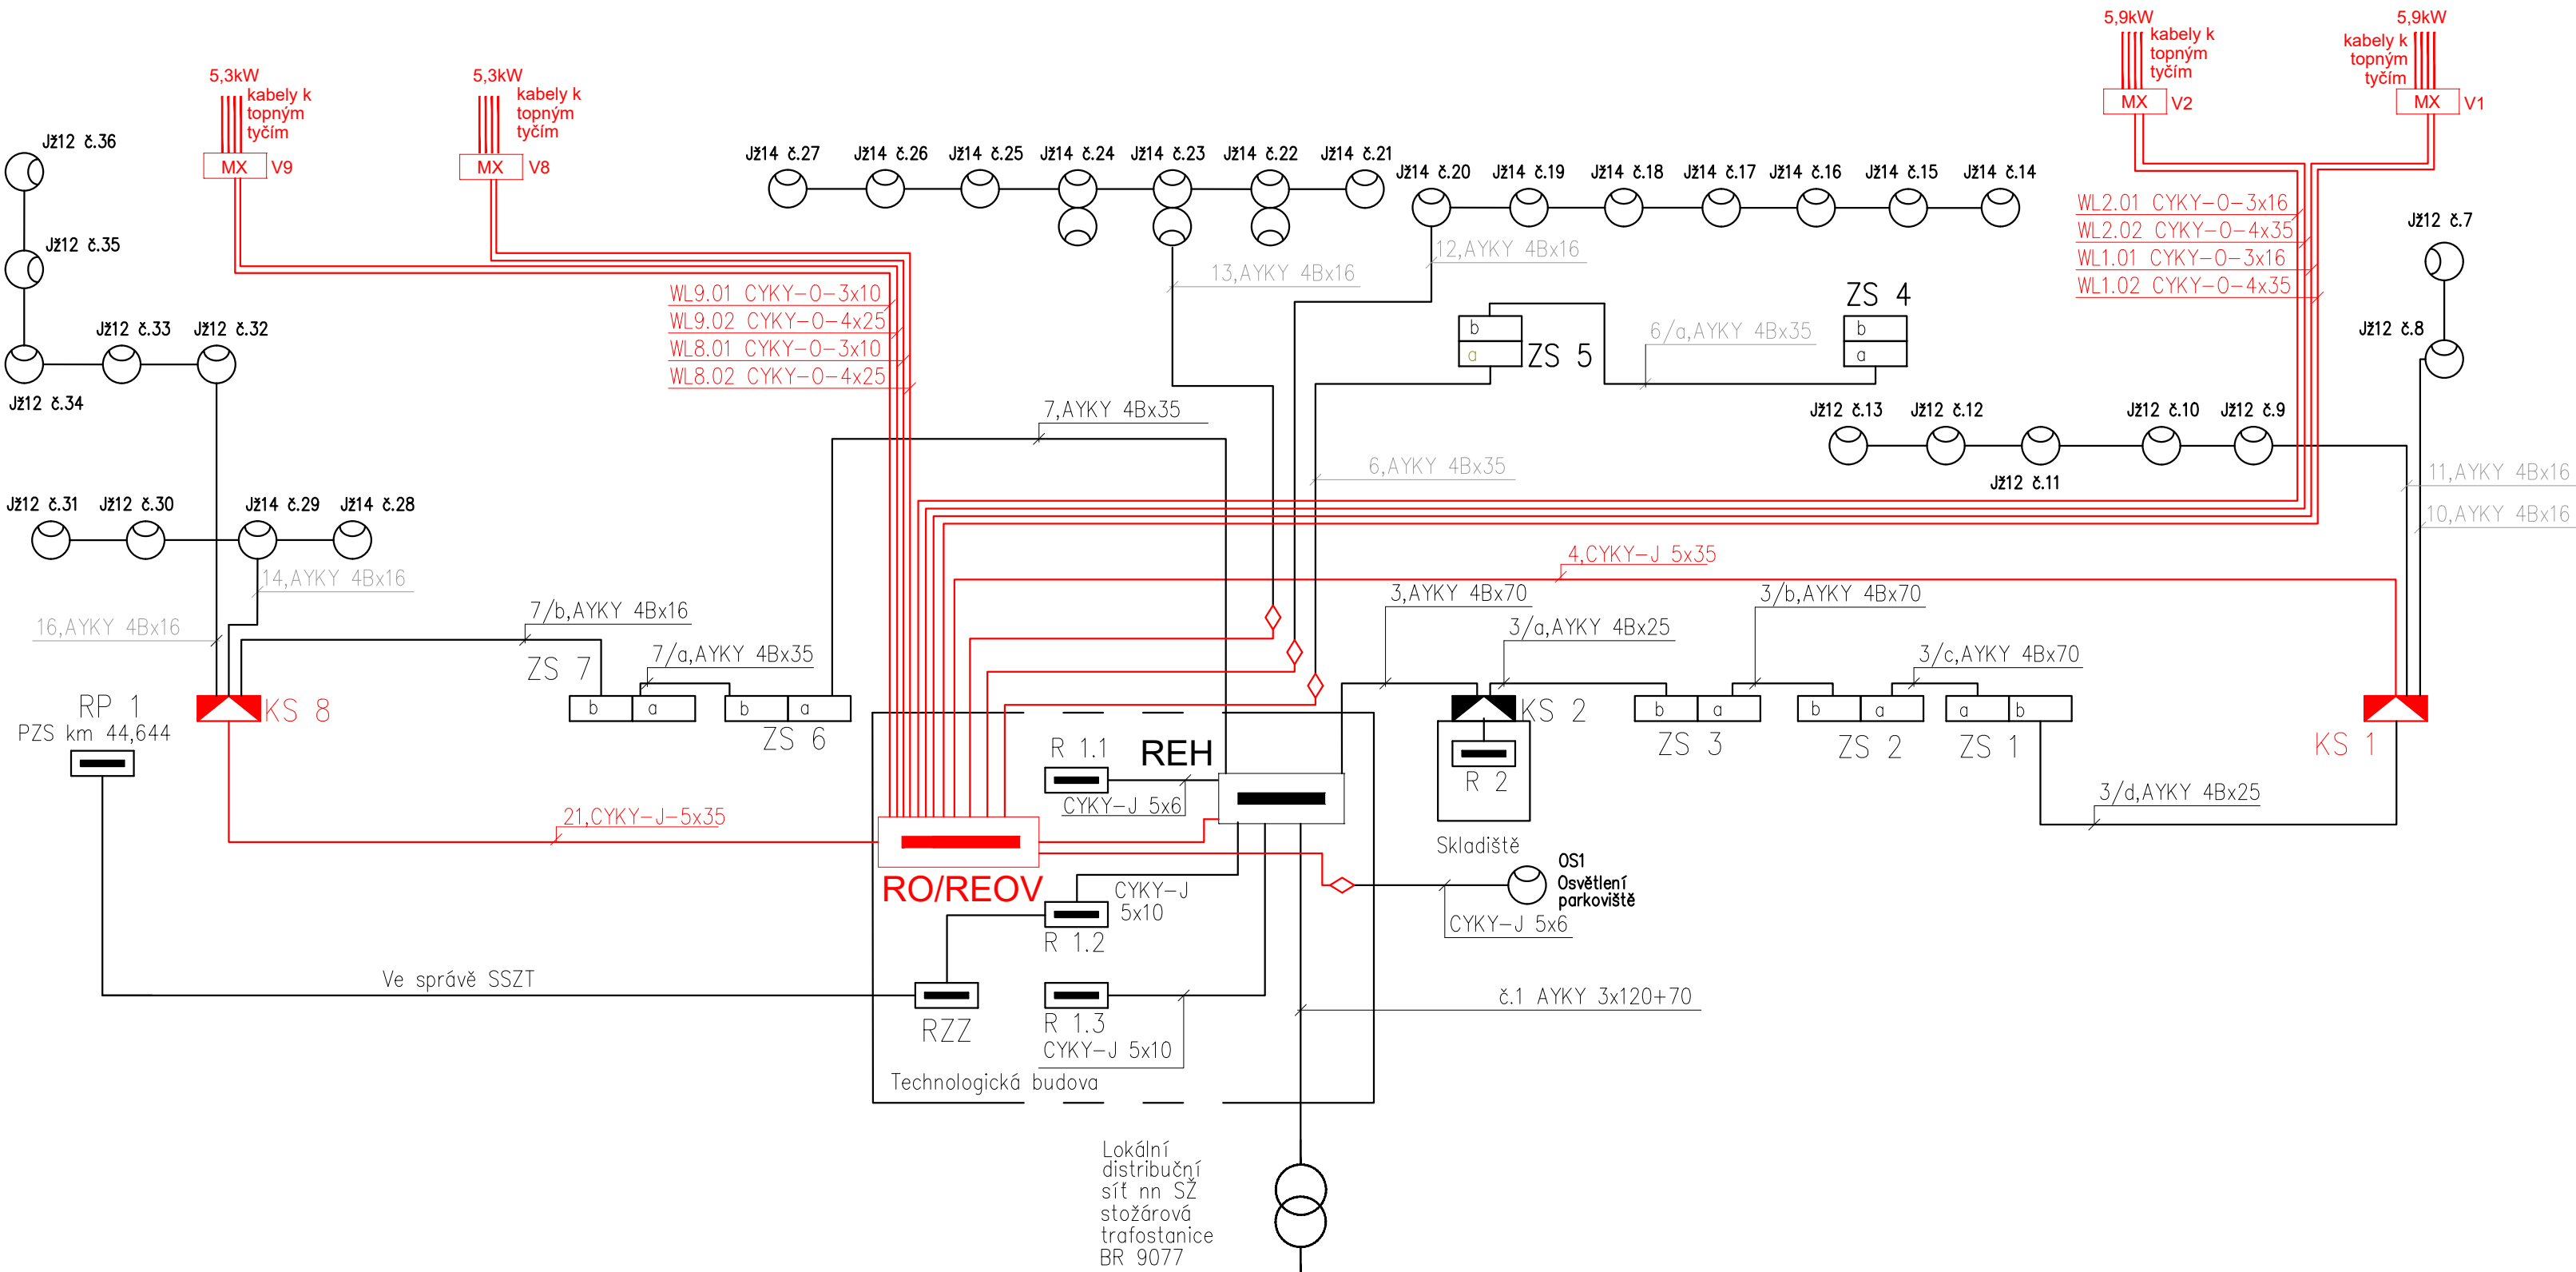 5,9kW
5,9kW
kabely k
topným
tyčím
kabely k
topným
tyčím
MX
V2
MX
V1
5,3kW
5,3kW
kabely k
topným
tyčím
kabely k
topným
tyčím
MX
V9
MX
V8
Jž12 č.36
Jž12 č.35
Jž12 č.34
Jž12 č.33
Jž12 č.32
Jž14 č.27
Jž14 č.26
Jž14 č.25
Jž14 č.24
Jž14 č.23
Jž14 č.22
Jž14 č.21
Jž14 č.20
Jž14 č.19
Jž14 č.18
Jž14 č.17
Jž14 č.16
Jž14 č.15
Jž14 č.14
WL2.01 CYKY-O-3x16
WL2.02 CYKY-O-4x35
WL1.01 CYKY-O-3x16
WL1.02 CYKY-O-4x35
Jž12 č.7
Jž12 č.8
13,AYKY 4Bx16
12,AYKY 4Bx16
WL9.01 CYKY-O-3x10
WL9.02 CYKY-O-4x25
WL8.01 CYKY-O-3x10
WL8.02 CYKY-O-4x25
b
a
ZS 5
6/a,AYKY 4Bx35
ZS 4
b
a
7,AYKY 4Bx35
6,AYKY 4Bx35
Jž12 č.13
Jž12 č.12
Jž12 č.11
Jž12 č.10
Jž12 č.9
11,AYKY 4Bx16
10,AYKY 4Bx16
Jž12 č.31
Jž12 č.30
Jž14 č.29
Jž14 č.28
14,AYKY 4Bx16
16,AYKY 4Bx16
4,CYKY-J 5x35
7/b,AYKY 4Bx16
7/a,AYKY 4Bx35
3,AYKY 4Bx70
3/a,AYKY 4Bx25
3/b,AYKY 4Bx70
3/c,AYKY 4Bx70
3/d,AYKY 4Bx25
RP 1
PZS km 44,644
KS 8
ZS 7
b
a
b
a
ZS 6
KS 2
R 2
Skladiště
b
a
ZS 3
b
a
ZS 2
a
b
ZS 1
KS 1
R 1.1
REH
CYKY-J 5x6
21,CYKY-J-5x35
RO/REOV
CYKY-J
5x10
R 1.2
OS1
Osvětlení
parkoviště
CYKY-J 5x6
Ve správě SSZT
RZZ
R 1.3
CYKY-J 5x10
č.1 AYKY 3x120+70
Technologická budova
Lokální
distribuční
síť nn SŽ
stožárová
trafostanice
BR 9077